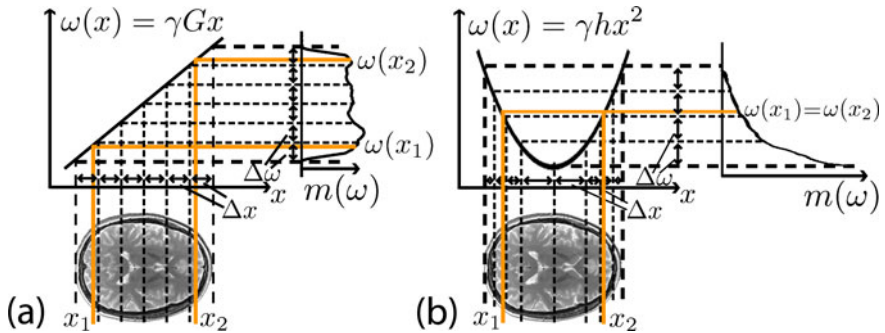 ω(x) = γGx
ω(x₂)
ω(x₁)
Δω
x
m(ω)
Δx
(a)
x₁
x₂
ω(x) = γhx²
ω(x₁)=ω(x₂)
Δω
x
m(ω)
Δx
(b)
x₁
x₂